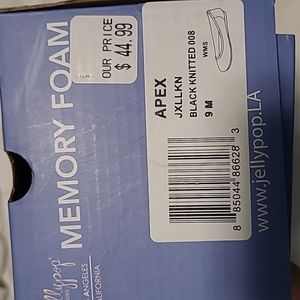 OUR PRICE
$ 44.99
MEMORY FOAM
jellypop®
ANGELES
CALIFORNIA
APEX
JXLLKN
BLACK KNITTED 008
9 M
WMS
8 85044 86628 3
www.jellypop.LA